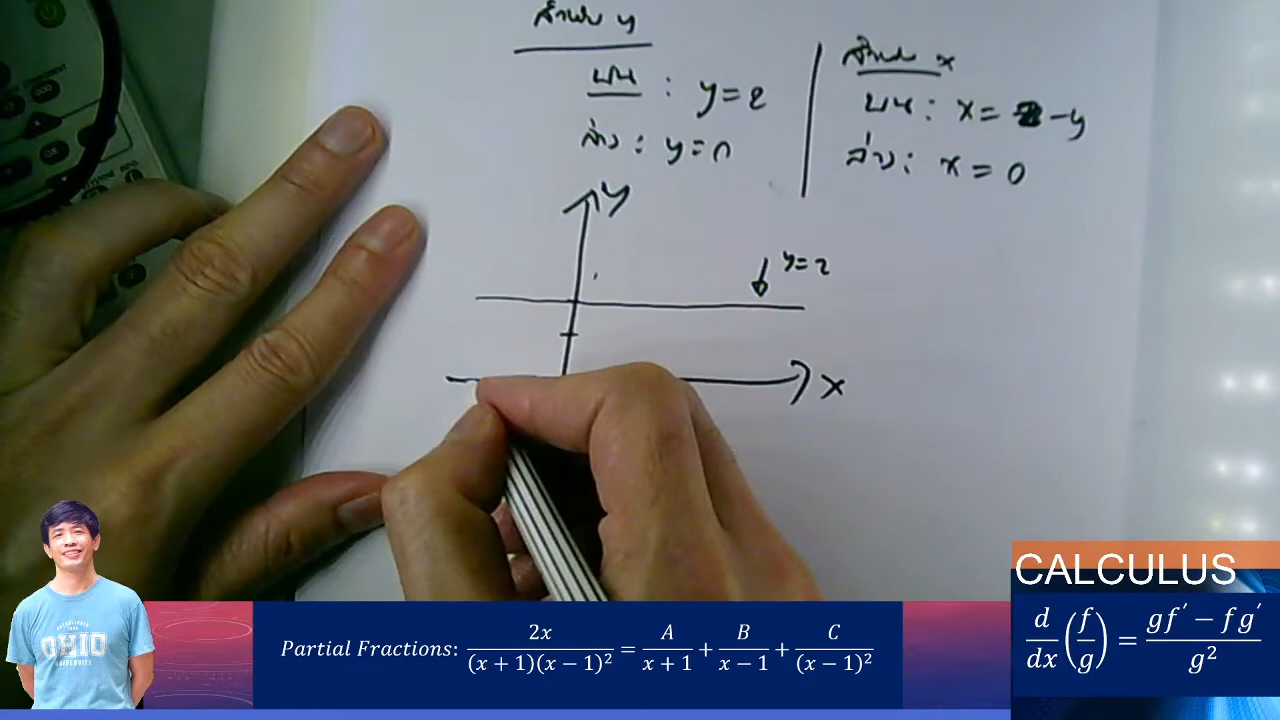 สำหรับ y
บน : y = 2
ล่าง : y = 0
สำหรับ x
บน : x = 2 - y
ล่าง : x = 0
y
y = 2
x
OHIO
UNIVERSITY
Partial Fractions: 2x/((x+1)(x−1)²) = A/(x+1) + B/(x−1) + C/(x−1)²
CALCULUS
d/dx (f/g) = (gf′ − fg′)/g²